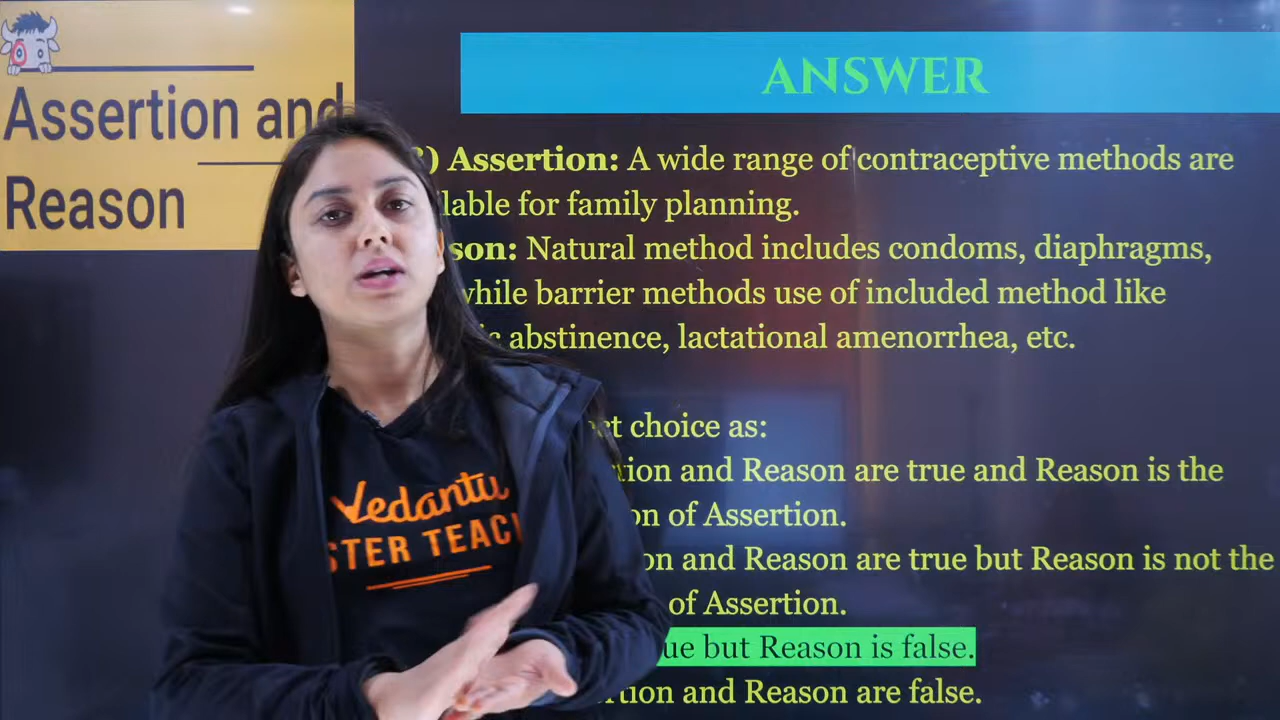 Assertion and
Reason
ANSWER
) Assertion: A wide range of contraceptive methods are
lable for family planning.
son: Natural method includes condoms, diaphragms,
while barrier methods use of included method like
abstinence, lactational amenorrhea, etc.
ct choice as:
tion and Reason are true and Reason is the
on of Assertion.
on and Reason are true but Reason is not the
of Assertion.
ue but Reason is false.
rtion and Reason are false.
Vedantu
STER TEAC